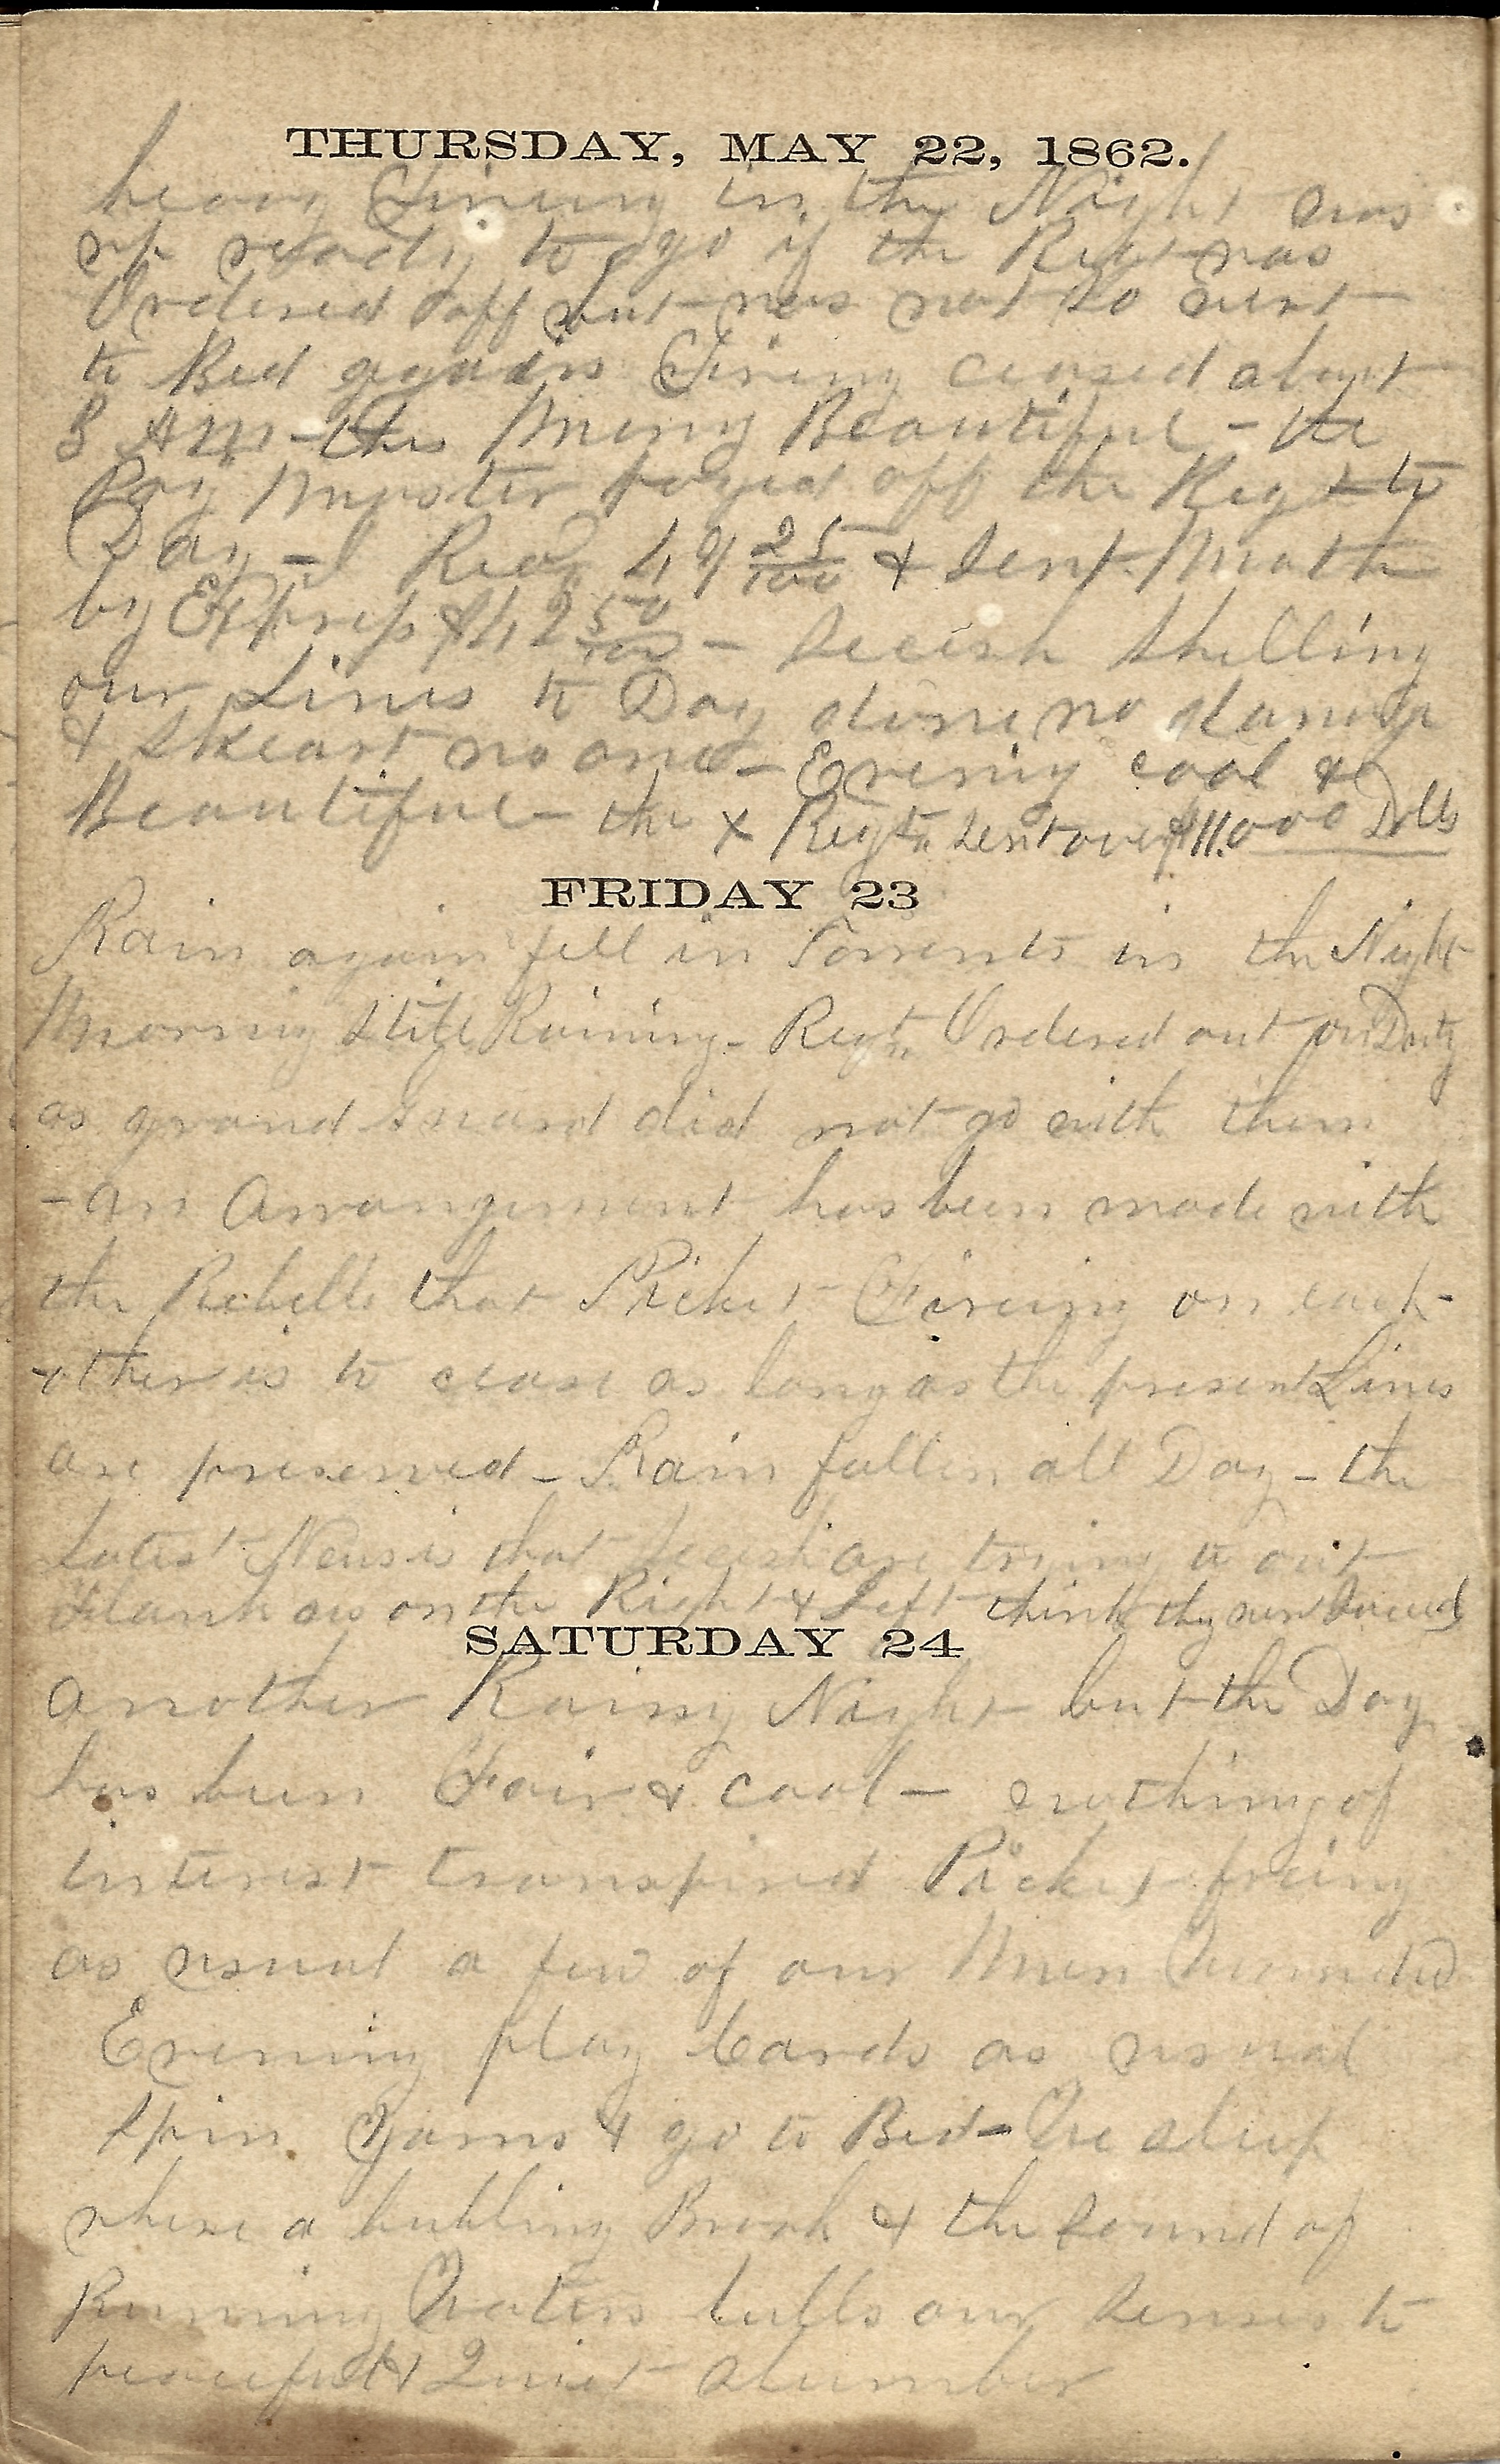 THURSDAY, MAY 22, 1862.
heavy Fireing in the Night was
up ready to go if the Regt was
Ordered off but was not so went
to Bed again Fireing ceased about
3 AM - this Morning Beautiful - the
Pay Master payed off the Regt to
Day - I Recd 49 25/100 & sent Moth
by Express $42 50/100 - Secesh Shelling
our Lines to Day done no damage
& Skeart no one - Evening cool &
Beautiful - the X Regt. sent over $11.000 Dolls
FRIDAY 23
Rain again fell in Torrents in the Night
Morning still Raining - Regt. Ordered out on Duty
as grand Guard did not go with them
- an Arrangement has been made with
the Rebells that Picket Fireing on each
other is to cease as long as the present Lines
are preserved - Rain fallin all Day - the
Latest News is that Secesh are trying to out
Flank us on the Right & Left think thy
SATURDAY 24
another Rainy Night but the Day
has been Fair & cool - nothing of
interest transpired Picket fireing
as usual a few of our Men Wounded
Evening play Cards as usual
Spin Yarns & go to Bed - We sleep
where a bubbling Brook & the Sound of
Running Waters lulls our Senses to
peaceful & Quiet slumber